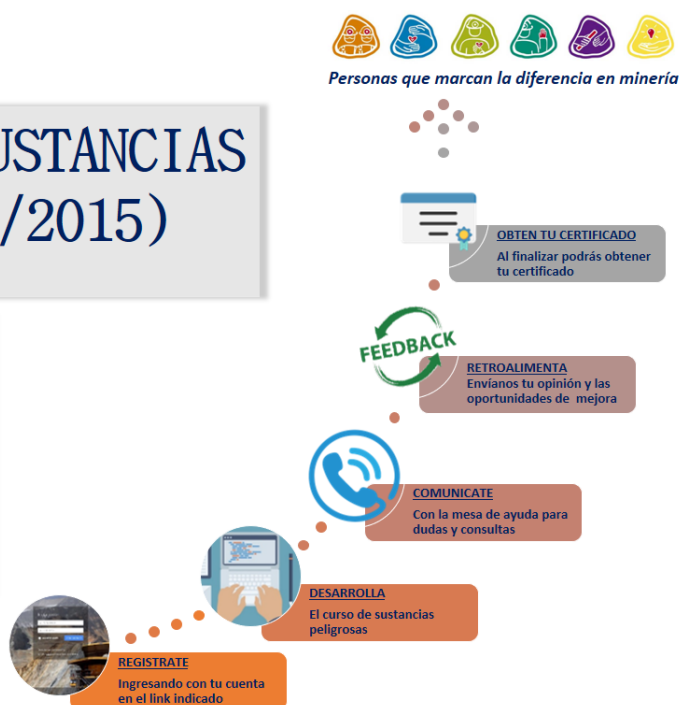 Personas que marcan la diferencia en minería
USTANCIAS
/2015)
OBTEN TU CERTIFICADO
Al finalizar podrás obtener
tu certificado
FEEDBACK
RETROALIMENTA
Envíanos tu opinión y las
oportunidades de mejora
COMUNICATE
Con la mesa de ayuda para
dudas y consultas
DESARROLLA
El curso de sustancias
peligrosas
REGISTRATE
Ingresando con tu cuenta
en el link indicado